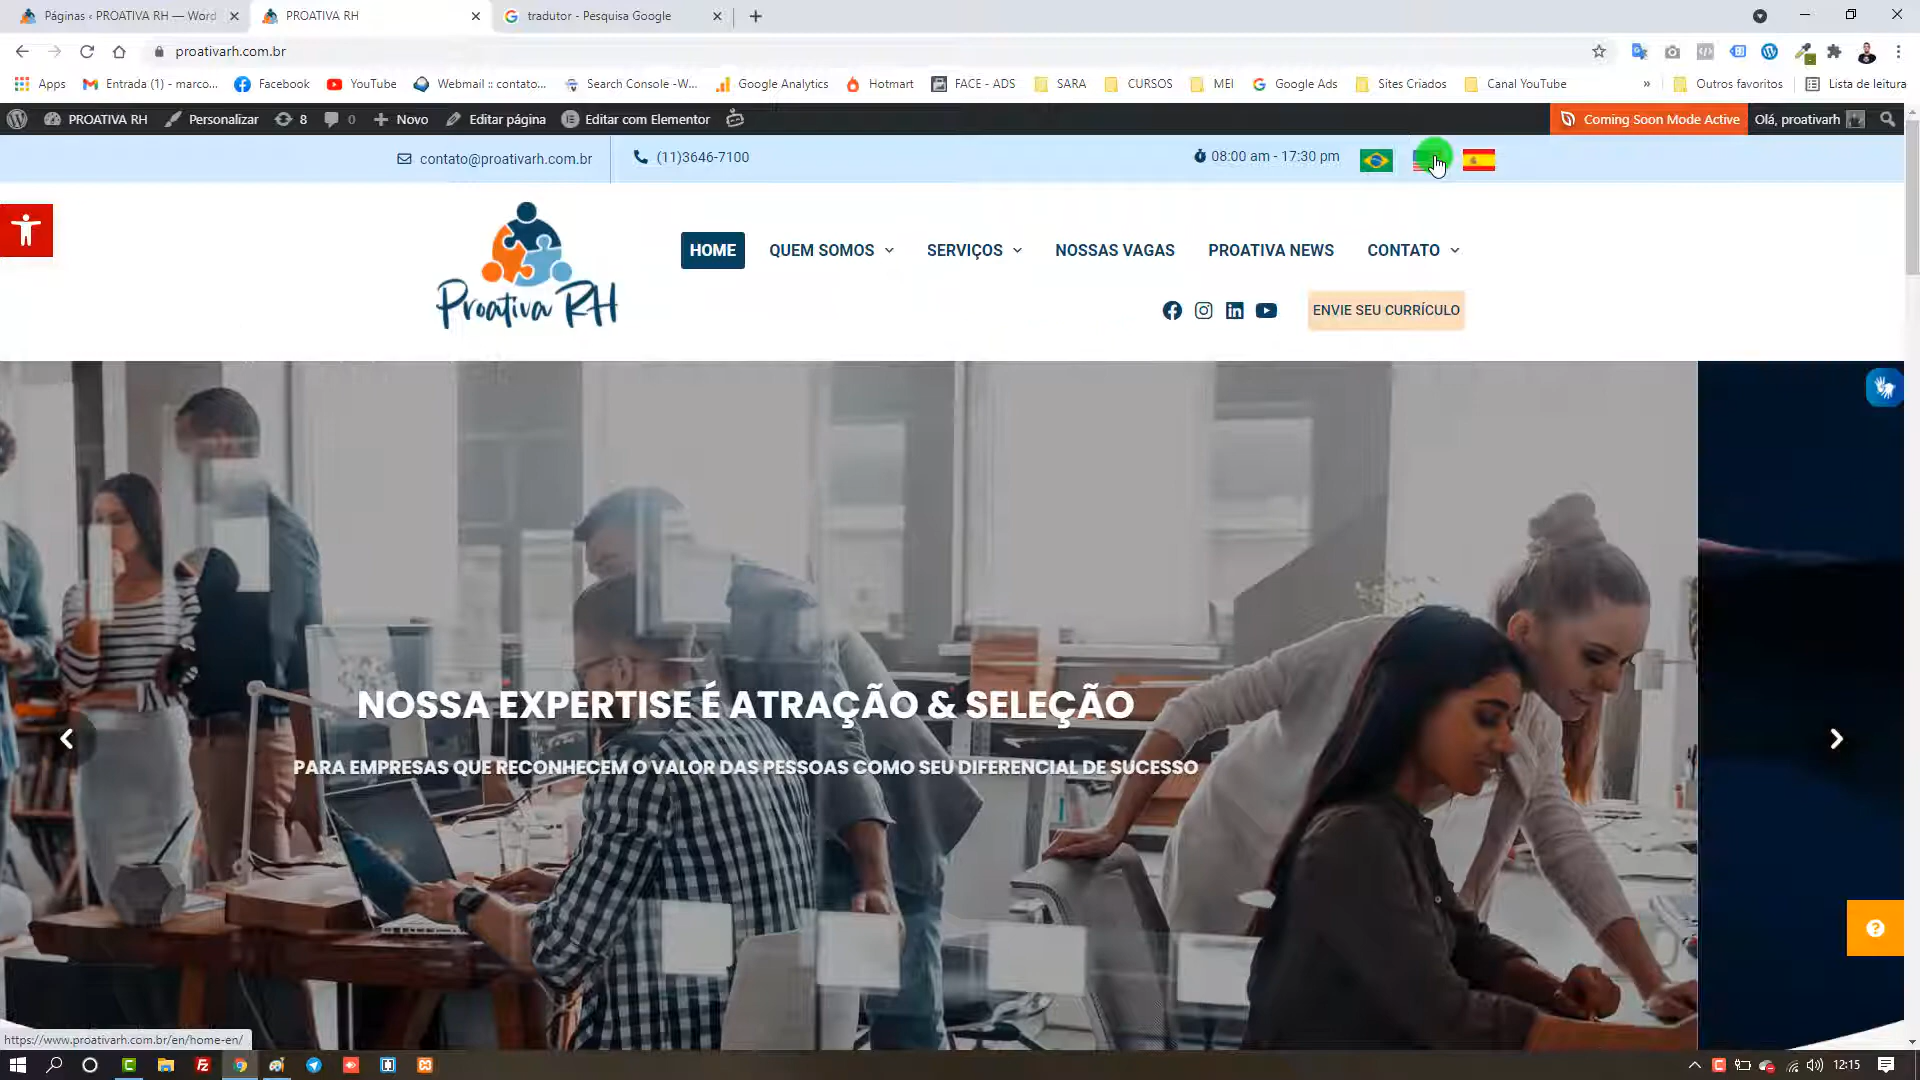 Páginas ‹ PROATIVA RH — Word
PROATIVA RH
tradutor - Pesquisa Google
proativarh.com.br
Apps
Entrada (1) - marco...
Facebook
YouTube
Webmail :: contato...
Search Console -W...
Google Analytics
Hotmart
FACE - ADS
SARA
CURSOS
MEI
Google Ads
Sites Criados
Canal YouTube
»
Outros favoritos
Lista de leitura
PROATIVA RH
Personalizar
8
0
Novo
Editar página
Editar com Elementor
Coming Soon Mode Active
Olá, proativarh
contato@proativarh.com.br
(11)3646-7100
08:00 am - 17:30 pm
HOME
QUEM SOMOS
SERVIÇOS
NOSSAS VAGAS
PROATIVA NEWS
CONTATO
Proativa RH
ENVIE SEU CURRÍCULO
NOSSA EXPERTISE É ATRAÇÃO & SELEÇÃO
PARA EMPRESAS QUE RECONHECEM O VALOR DAS PESSOAS COMO SEU DIFERENCIAL DE SUCESSO
https://www.proativarh.com.br/en/home-en/
12:15